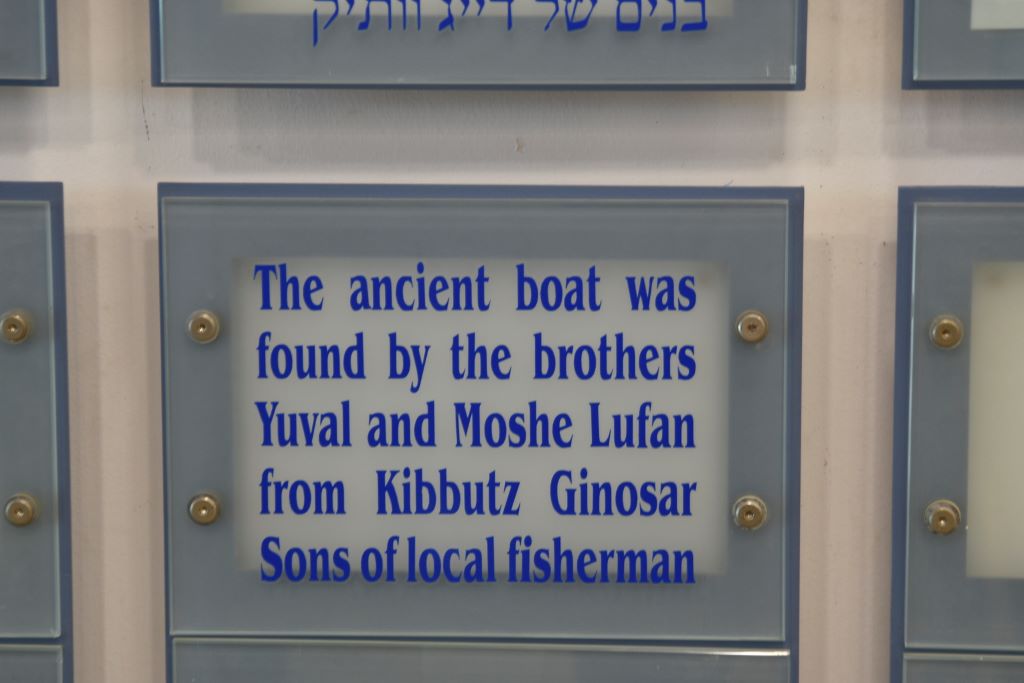 בנים של דייג וותיק
The ancient boat was
found by the brothers
Yuval and Moshe Lufan
from Kibbutz Ginosar
Sons of local fisherman